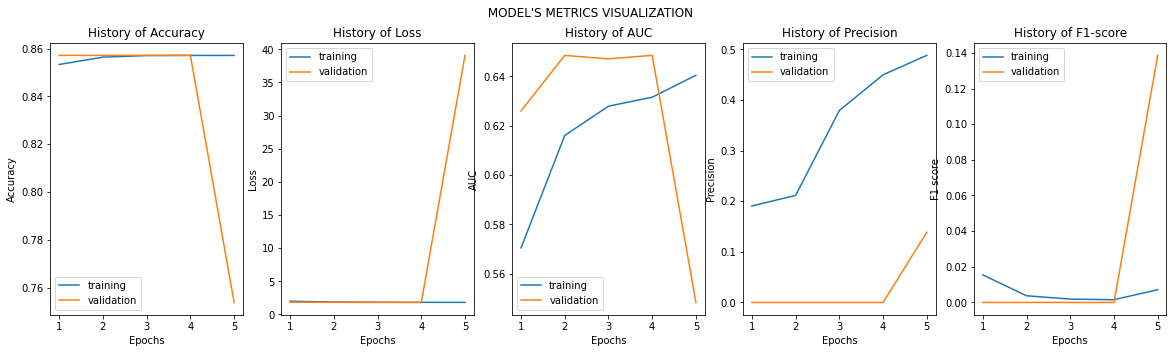 MODEL'S METRICS VISUALIZATION
History of Accuracy
0.86
0.84
0.82
0.80
0.78
0.76
Accuracy
training
validation
1 2 3 4 5
Epochs
History of Loss
training
validation
40
35
30
25
20
15
10
5
0
Loss
1 2 3 4 5
Epochs
History of AUC
0.64
0.62
0.60
0.58
0.56
AUC
training
validation
1 2 3 4 5
Epochs
History of Precision
training
validation
0.5
0.4
0.3
0.2
0.1
0.0
Precision
1 2 3 4 5
Epochs
History of F1-score
training
validation
0.14
0.12
0.10
0.08
0.06
0.04
0.02
0.00
F1 score
1 2 3 4 5
Epochs